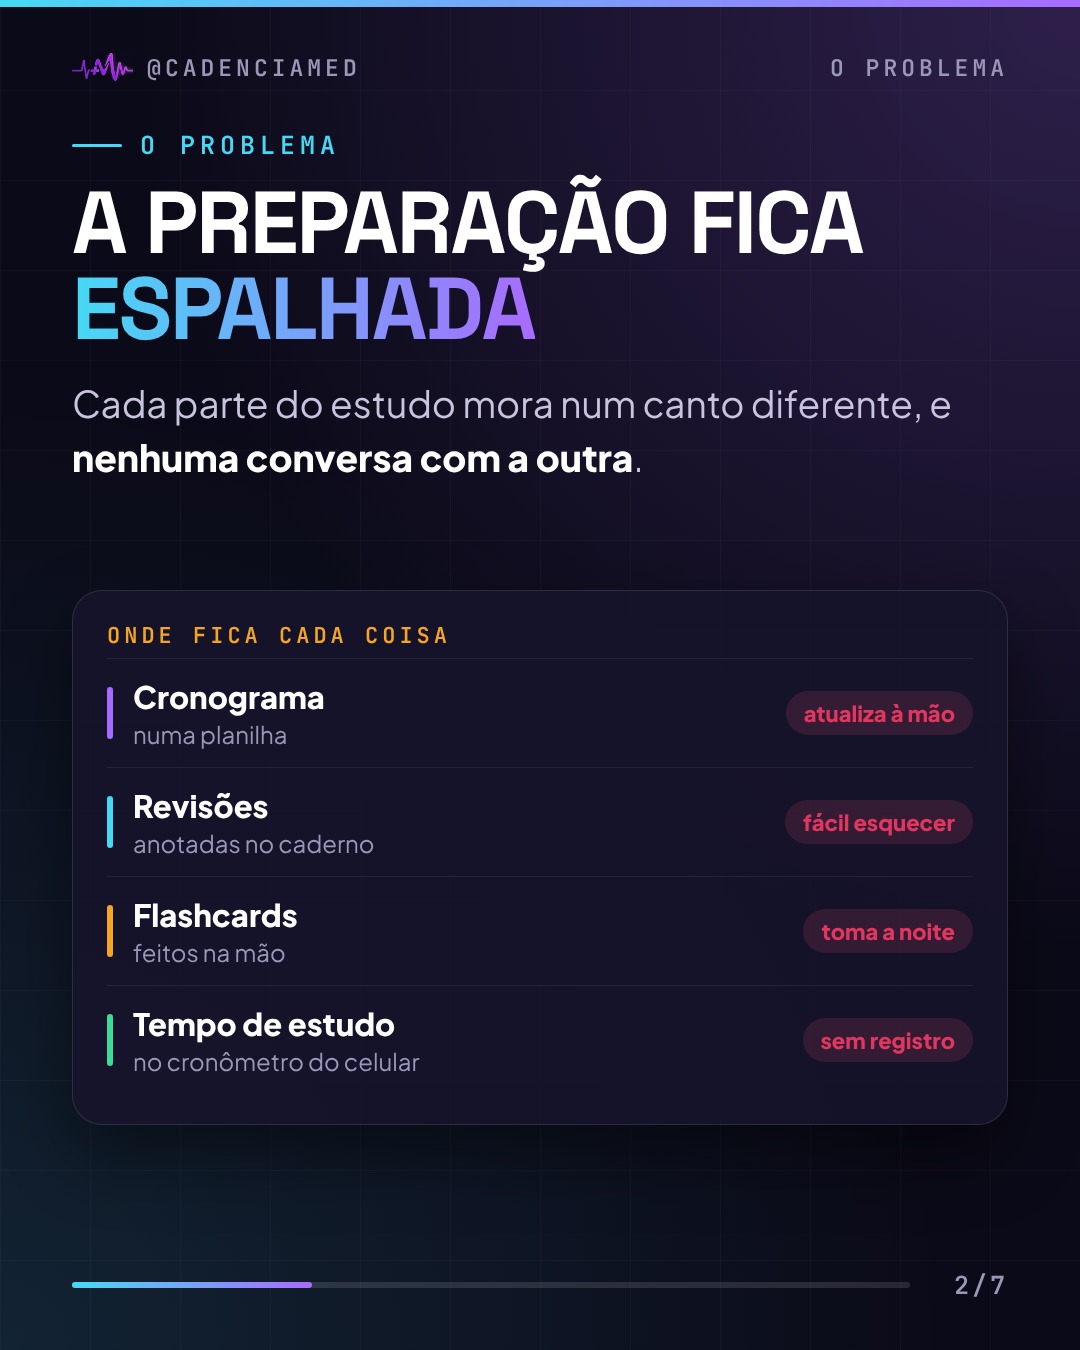 @CADENCIAMED
O PROBLEMA
O PROBLEMA
A PREPARAÇÃO FICA
ESPALHADA
Cada parte do estudo mora num canto diferente, e
nenhuma conversa com a outra.
ONDE FICA CADA COISA
Cronograma
numa planilha
atualiza à mão
Revisões
anotadas no caderno
fácil esquecer
Flashcards
feitos na mão
toma a noite
Tempo de estudo
no cronômetro do celular
sem registro
2/7